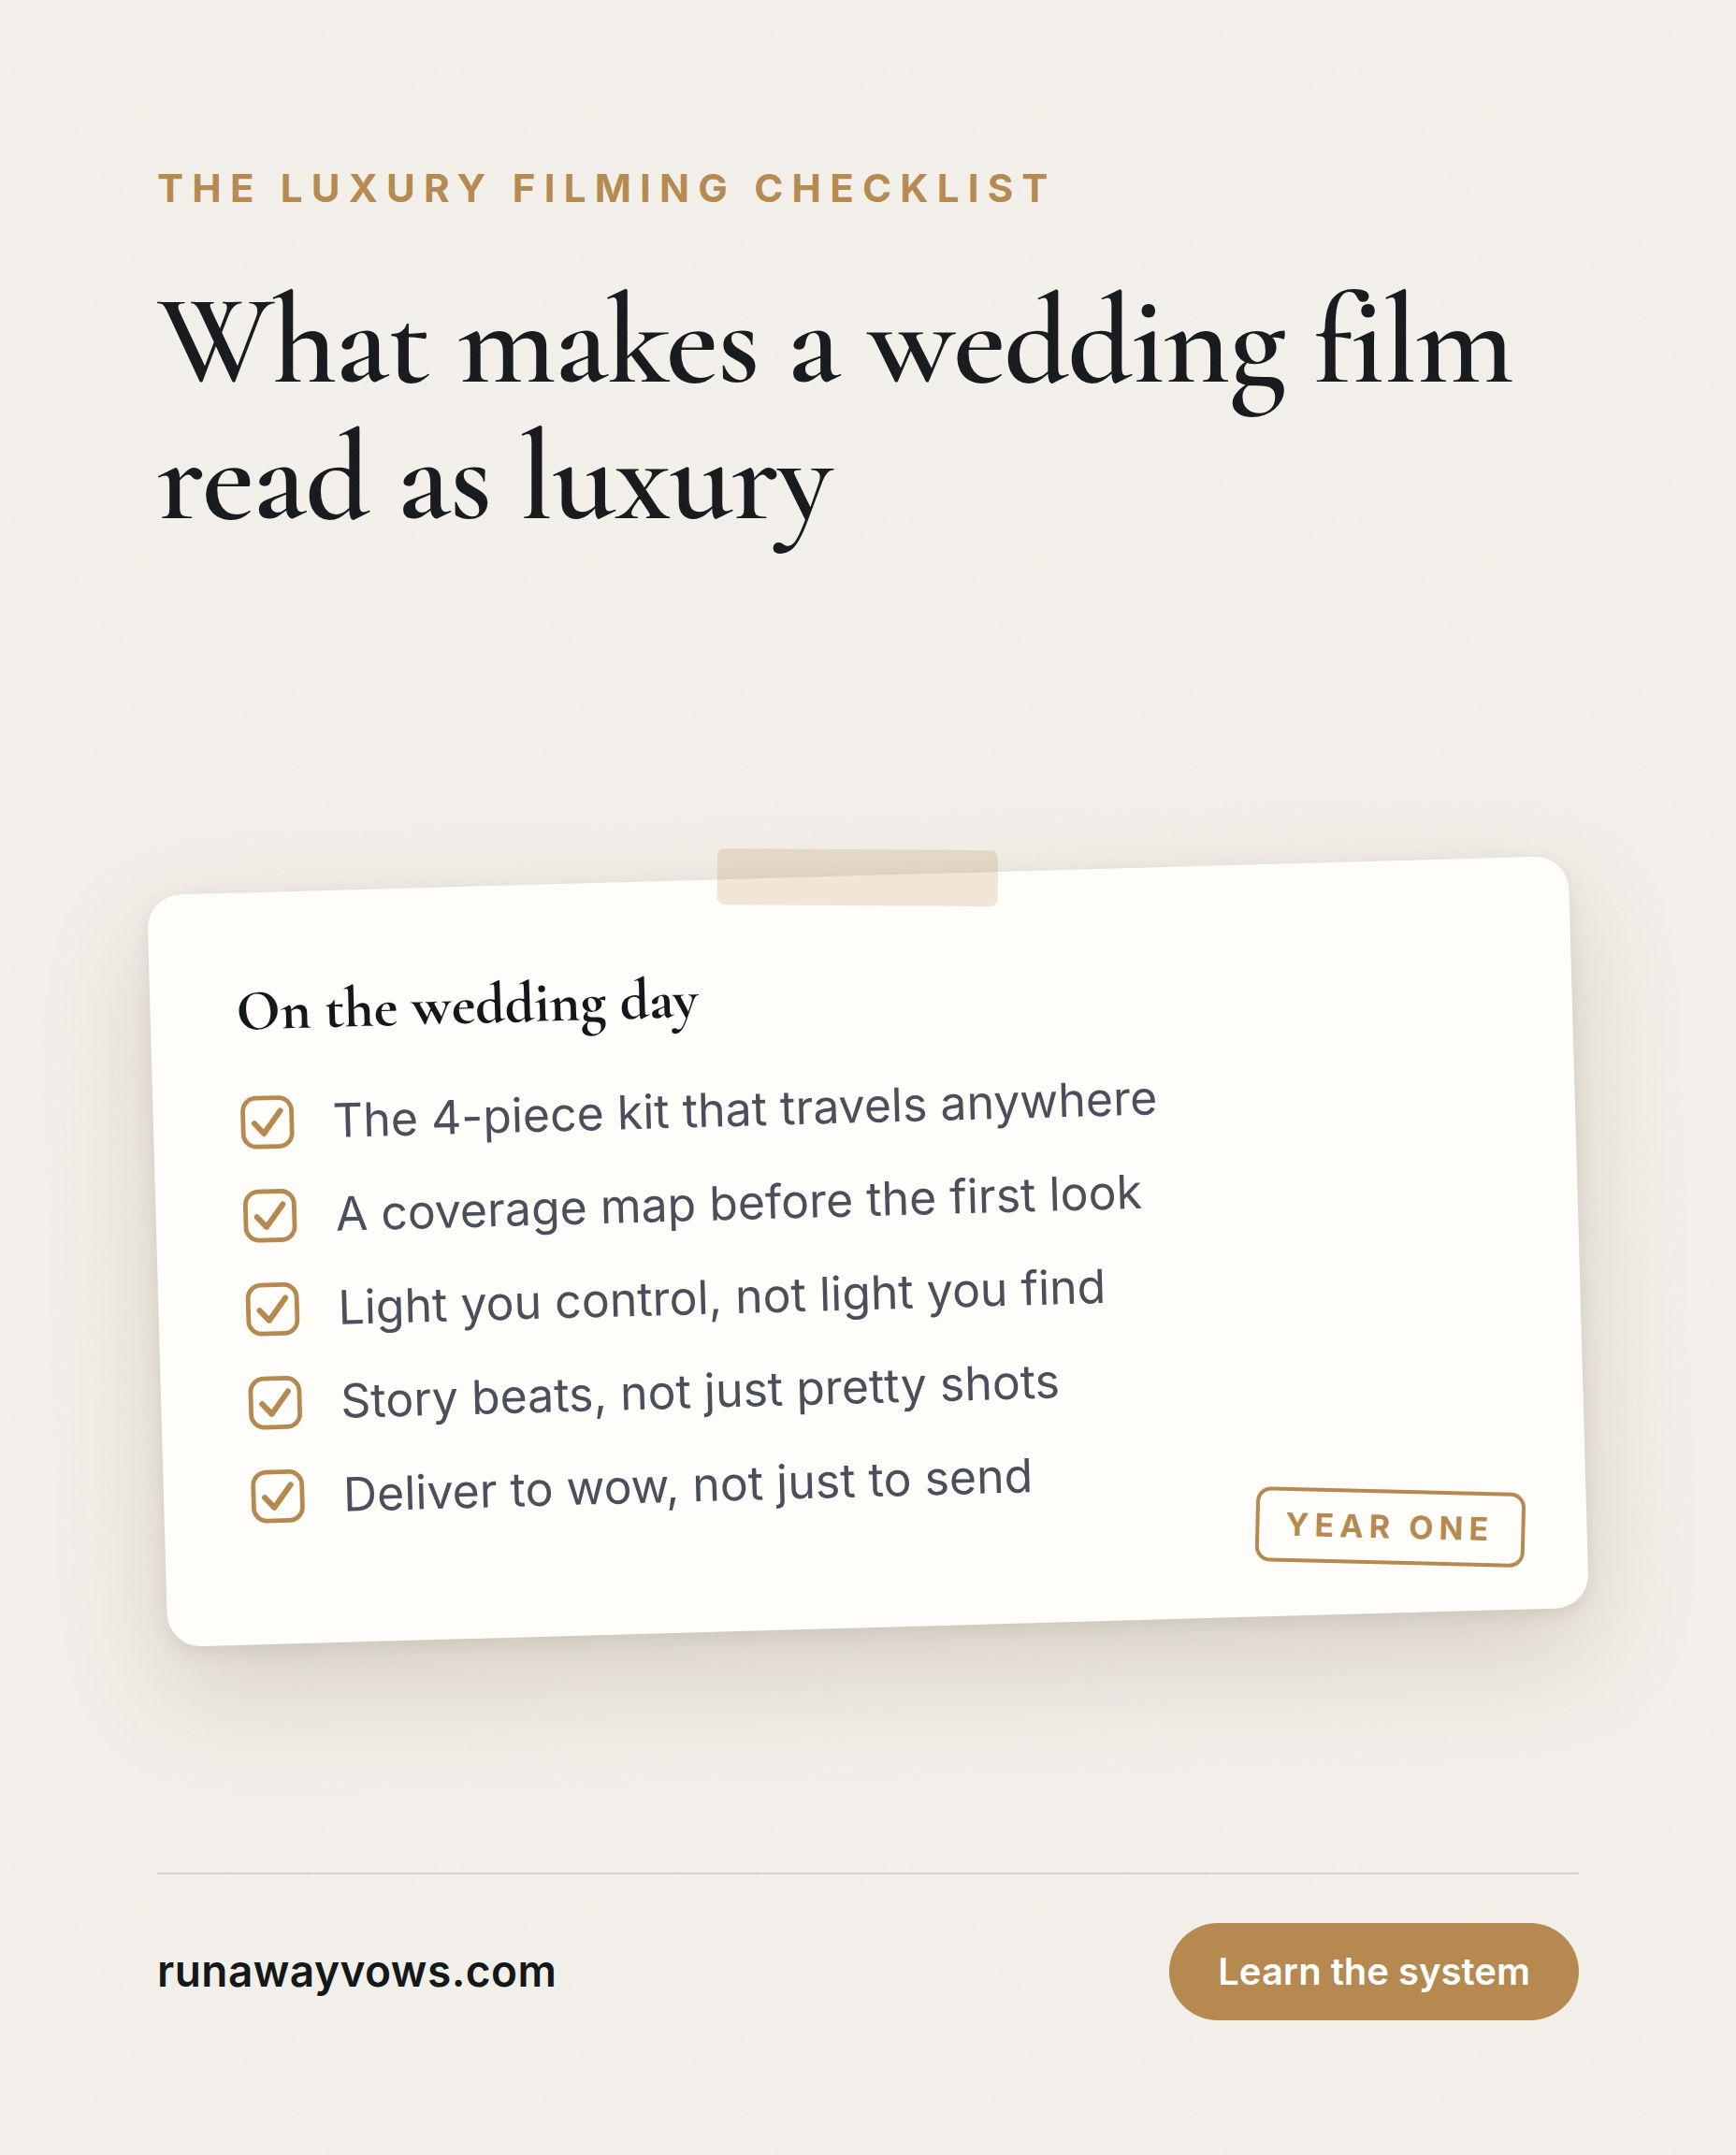 THE LUXURY FILMING CHECKLIST
What makes a wedding film
read as luxury
On the wedding day
The 4-piece kit that travels anywhere
A coverage map before the first look
Light you control, not light you find
Story beats, not just pretty shots
Deliver to wow, not just to send
YEAR ONE
runawayvows.com
Learn the system